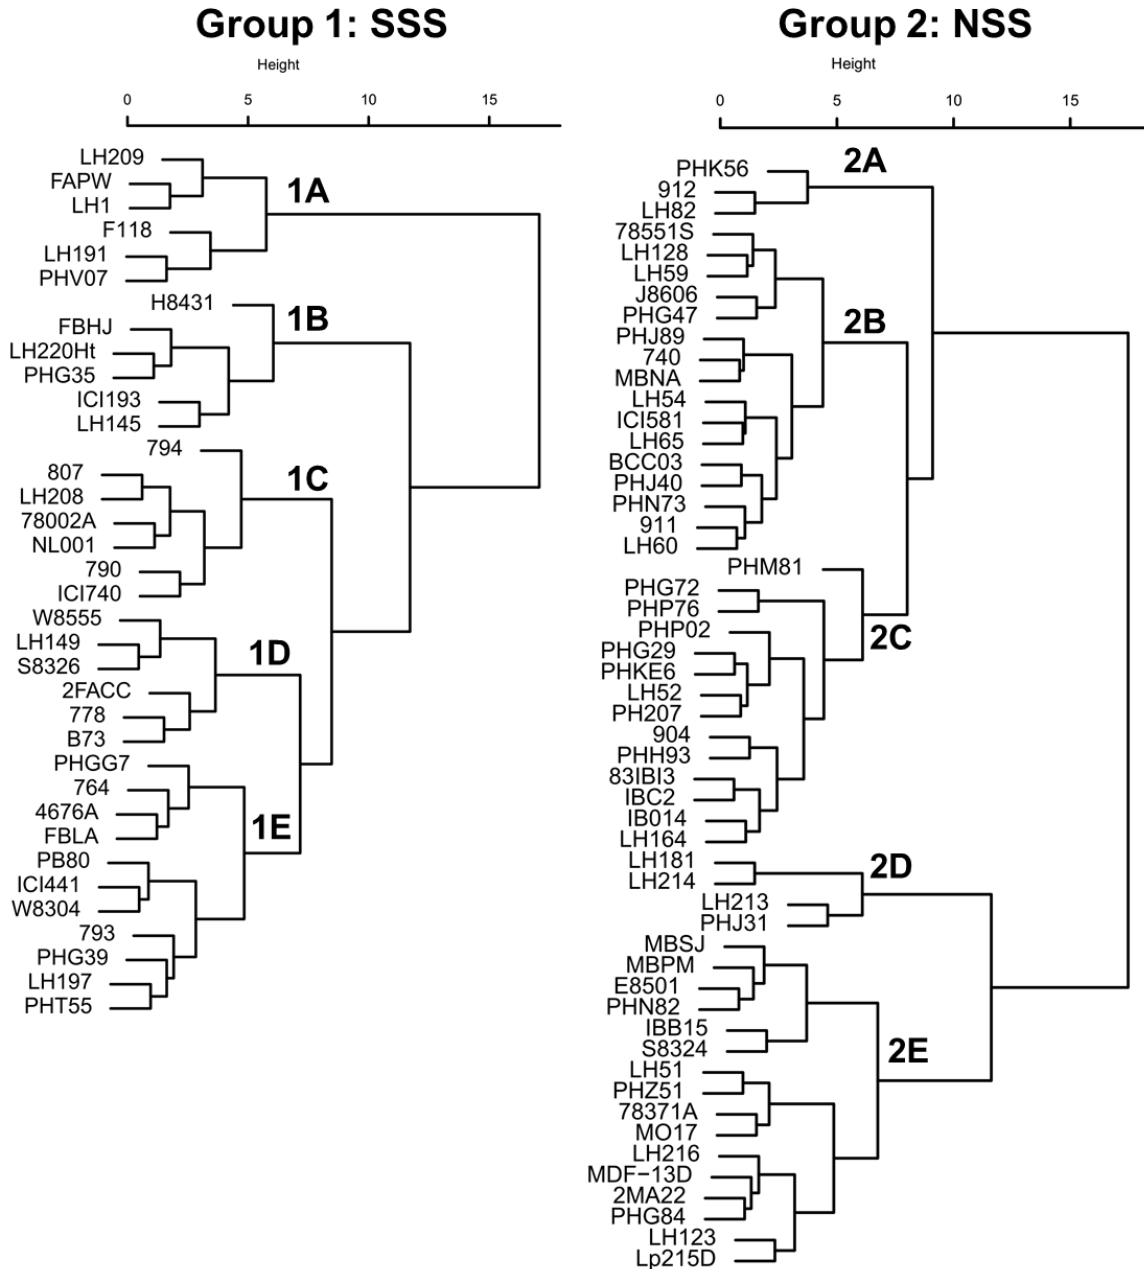 Group 1: SSS
Height
0 5 10 15
LH209
FAPW
LH1
1A
F118
LH191
PHV07
H8431
1B
FBHJ
LH220Ht
PHG35
ICI193
LH145
794
807
1C
LH208
78002A
NL001
790
ICI740
W8555
LH149
1D
S8326
2FACC
778
B73
PHGG7
764
4676A
1E
FBLA
PB80
ICI441
W8304
793
PHG39
LH197
PHT55
Group 2: NSS
Height
0 5 10 15
2A
PHK56
912
LH82
78551S
LH128
LH59
J8606
PHG47
2B
PHJ89
740
MBNA
LH54
ICI581
LH65
BCC03
PHJ40
PHN73
911
LH60
PHM81
PHG72
PHP76
PHP02
2C
PHG29
PHKE6
LH52
PH207
904
PHH93
83IBI3
IBC2
IB014
LH164
LH181
2D
LH214
LH213
PHJ31
MBSJ
MBPM
E8501
PHN82
IBB15
S8324
2E
LH51
PHZ51
78371A
MO17
LH216
MDF−13D
2MA22
PHG84
LH123
Lp215D